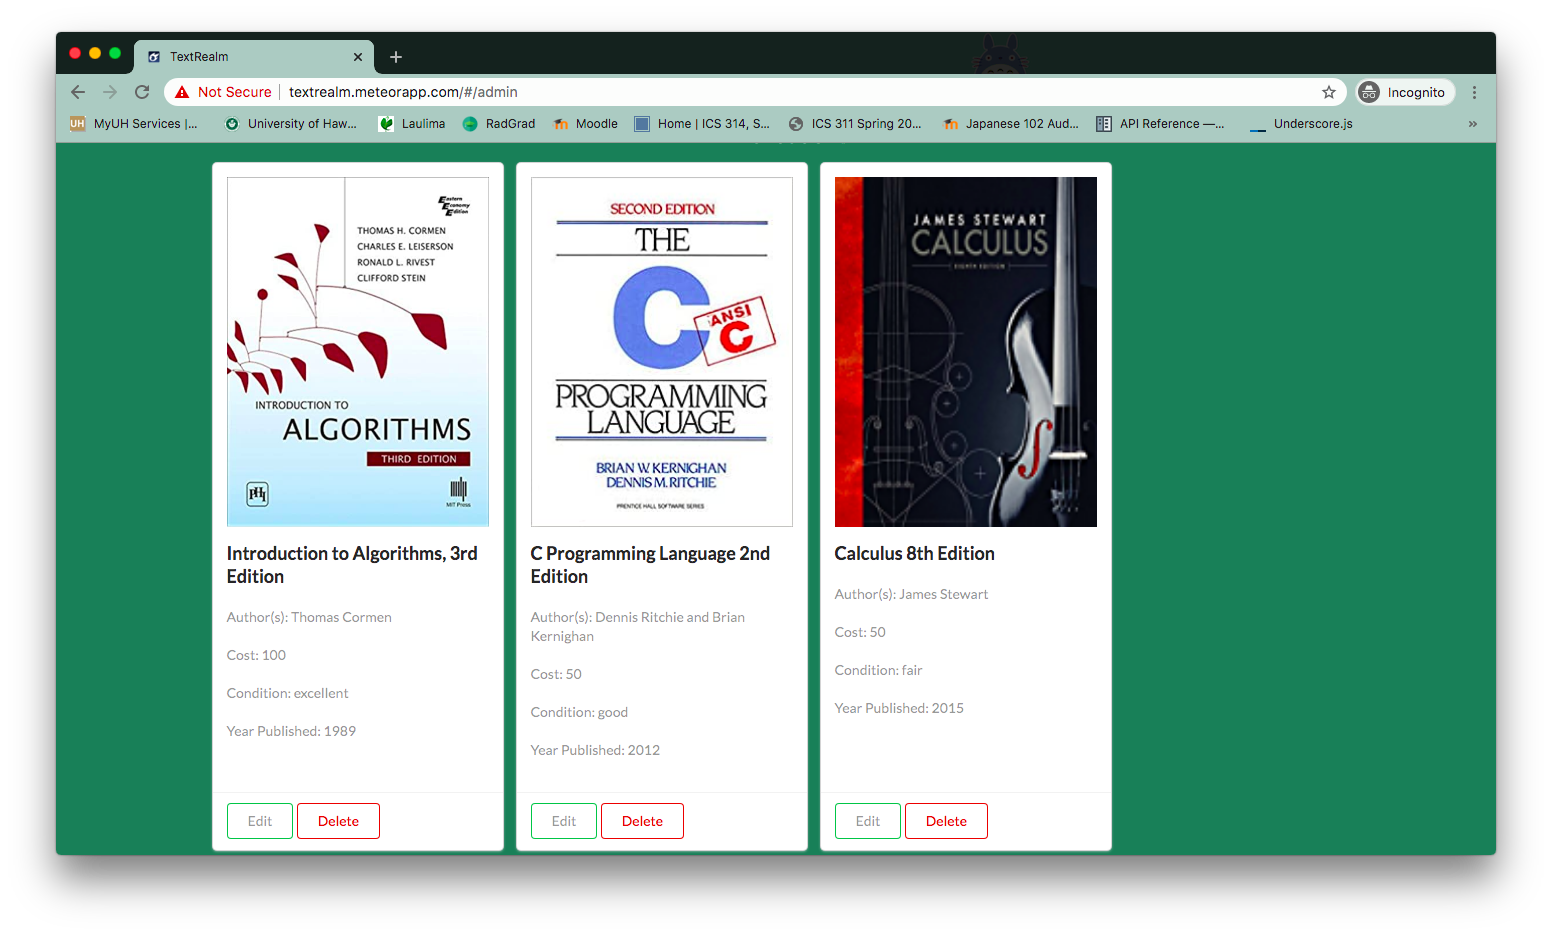 TextRealm
Not Secure
textrealm.meteorapp.com/#/admin
Incognito
UH
MyUH Services |...
University of Haw...
Laulima
RadGrad
Moodle
Home | ICS 314, S...
ICS 311 Spring 20...
Japanese 102 Aud...
API Reference —...
Underscore.js
»
Eastern
Economy
Edition
THOMAS H. CORMEN
CHARLES E. LEISERSON
RONALD L. RIVEST
CLIFFORD STEIN
INTRODUCTION TO
ALGORITHMS
THIRD EDITION
PHI
MIT Press
Introduction to Algorithms, 3rd
Edition
Author(s): Thomas Cormen
Cost: 100
Condition: excellent
Year Published: 1989
Edit
Delete
SECOND EDITION
THE
C
ANSI
C
PROGRAMMING
LANGUAGE
BRIAN W. KERNIGHAN
DENNIS M. RITCHIE
PRENTICE HALL SOFTWARE SERIES
C Programming Language 2nd
Edition
Author(s): Dennis Ritchie and Brian
Kernighan
Cost: 50
Condition: good
Year Published: 2012
Edit
Delete
JAMES STEWART
CALCULUS
EIGHTH EDITION
Calculus 8th Edition
Author(s): James Stewart
Cost: 50
Condition: fair
Year Published: 2015
Edit
Delete